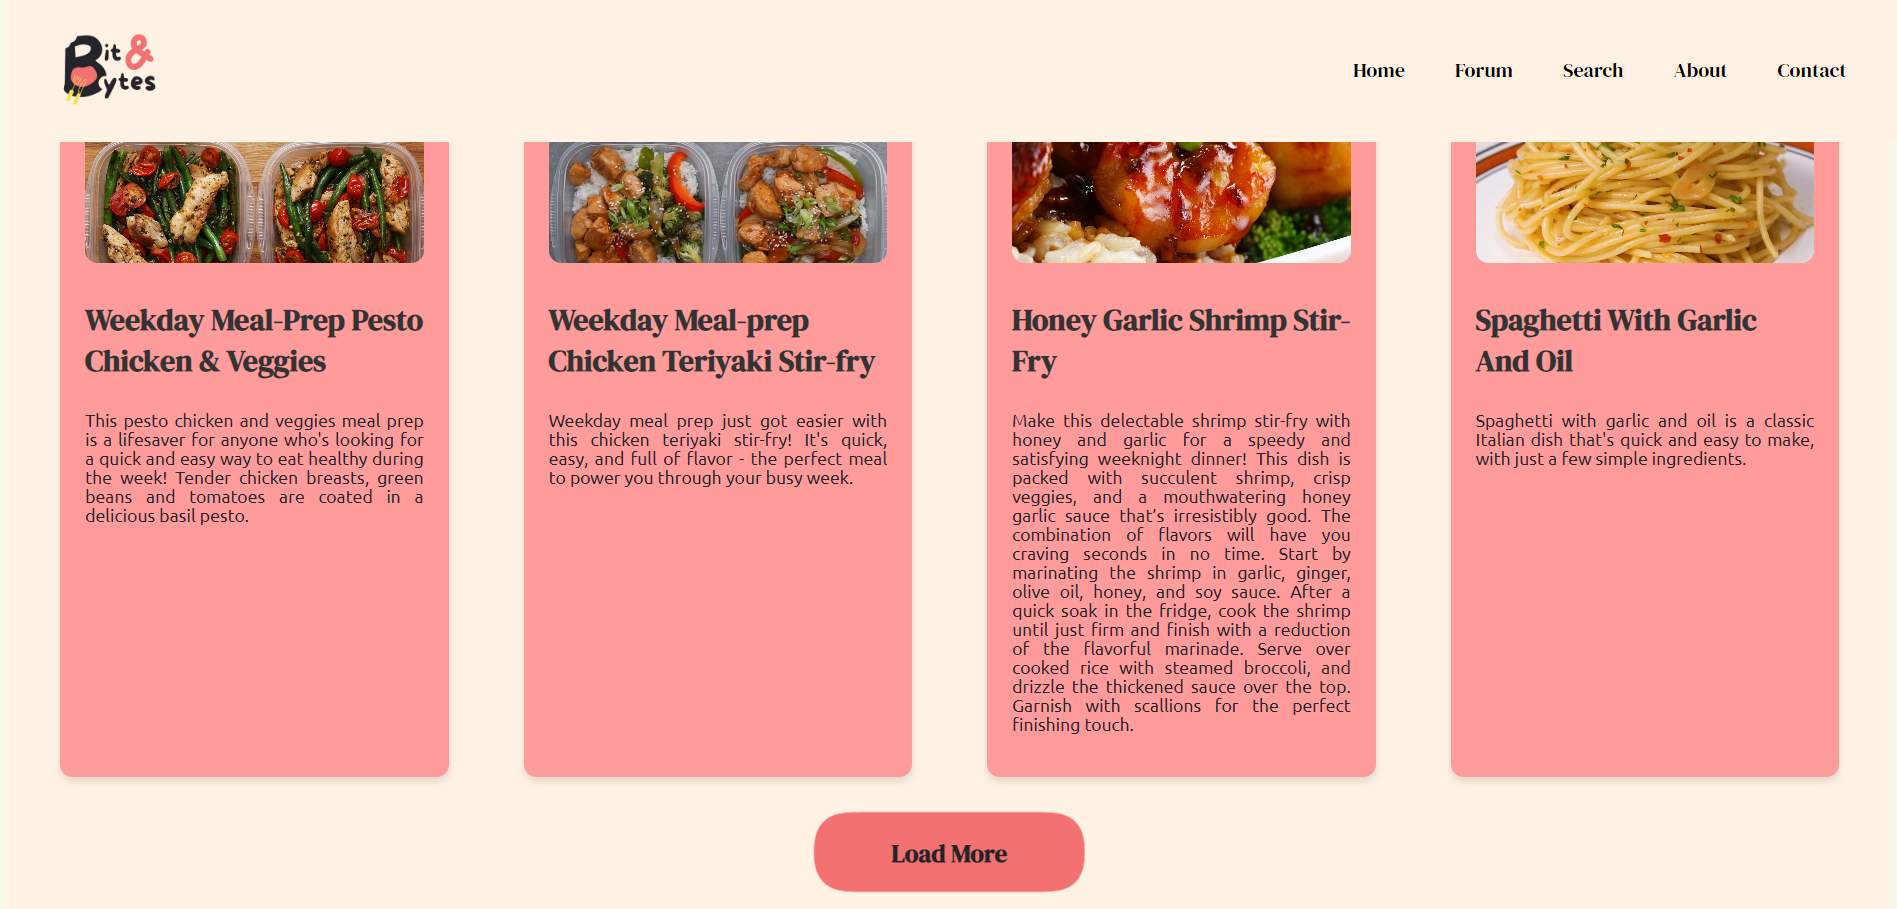 Bit &
Bytes
Home Forum Search About Contact
Weekday Meal-Prep Pesto
Chicken & Veggies
This pesto chicken and veggies meal prep
is a lifesaver for anyone who's looking for
a quick and easy way to eat healthy during
the week! Tender chicken breasts, green
beans and tomatoes are coated in a
delicious basil pesto.
Weekday Meal-prep
Chicken Teriyaki Stir-fry
Weekday meal prep just got easier with
this chicken teriyaki stir-fry! It's quick,
easy, and full of flavor - the perfect meal
to power you through your busy week.
Honey Garlic Shrimp Stir-
Fry
Make this delectable shrimp stir-fry with
honey and garlic for a speedy and
satisfying weeknight dinner! This dish is
packed with succulent shrimp, crisp
veggies, and a mouthwatering honey
garlic sauce that’s irresistibly good. The
combination of flavors will have you
craving seconds in no time. Start by
marinating the shrimp in garlic, ginger,
olive oil, honey, and soy sauce. After a
quick soak in the fridge, cook the shrimp
until just firm and finish with a reduction
of the flavorful marinade. Serve over
cooked rice with steamed broccoli, and
drizzle the thickened sauce over the top.
Garnish with scallions for the perfect
finishing touch.
Spaghetti With Garlic
And Oil
Spaghetti with garlic and oil is a classic
Italian dish that's quick and easy to make,
with just a few simple ingredients.
Load More